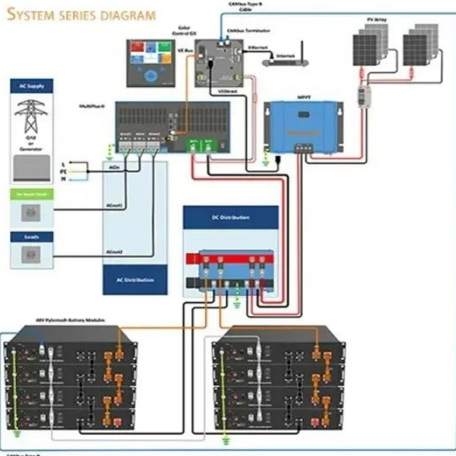 SYSTEM SERIES DIAGRAM
CANbus Type B
Cable
PV Array
Color
Control GX
CANbus Terminator
VE Bus
Ethernet
Internet
AC Supply
VE Direct
MultiPlus-II
MPPT
Grid
or
Generator
L
PE
N
ACin
Loads
ACout1
DC Distribution
ACout2
AC Distribution
48V Pylontech Battery Modules
CANbus Type B